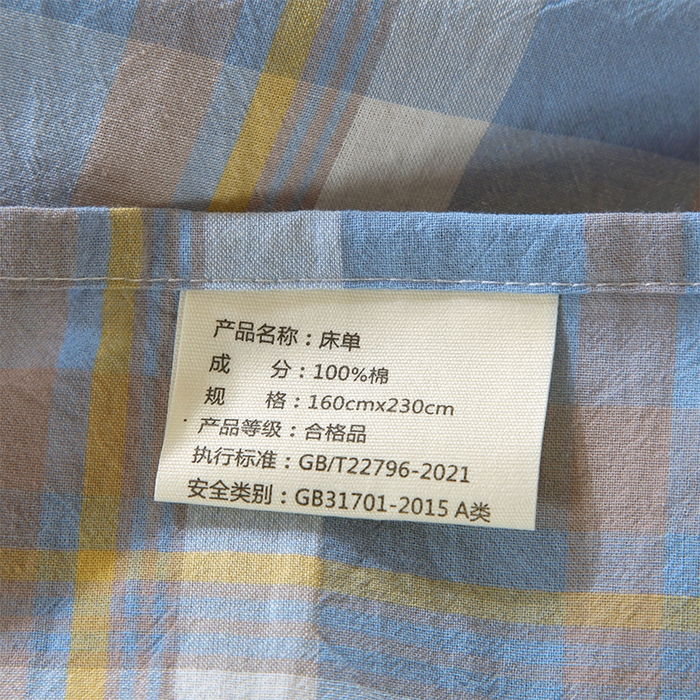 产品名称：床单
成 分：100%棉
规 格：160cmx230cm
产品等级：合格品
执行标准：GB/T22796-2021
安全类别：GB31701-2015 A类